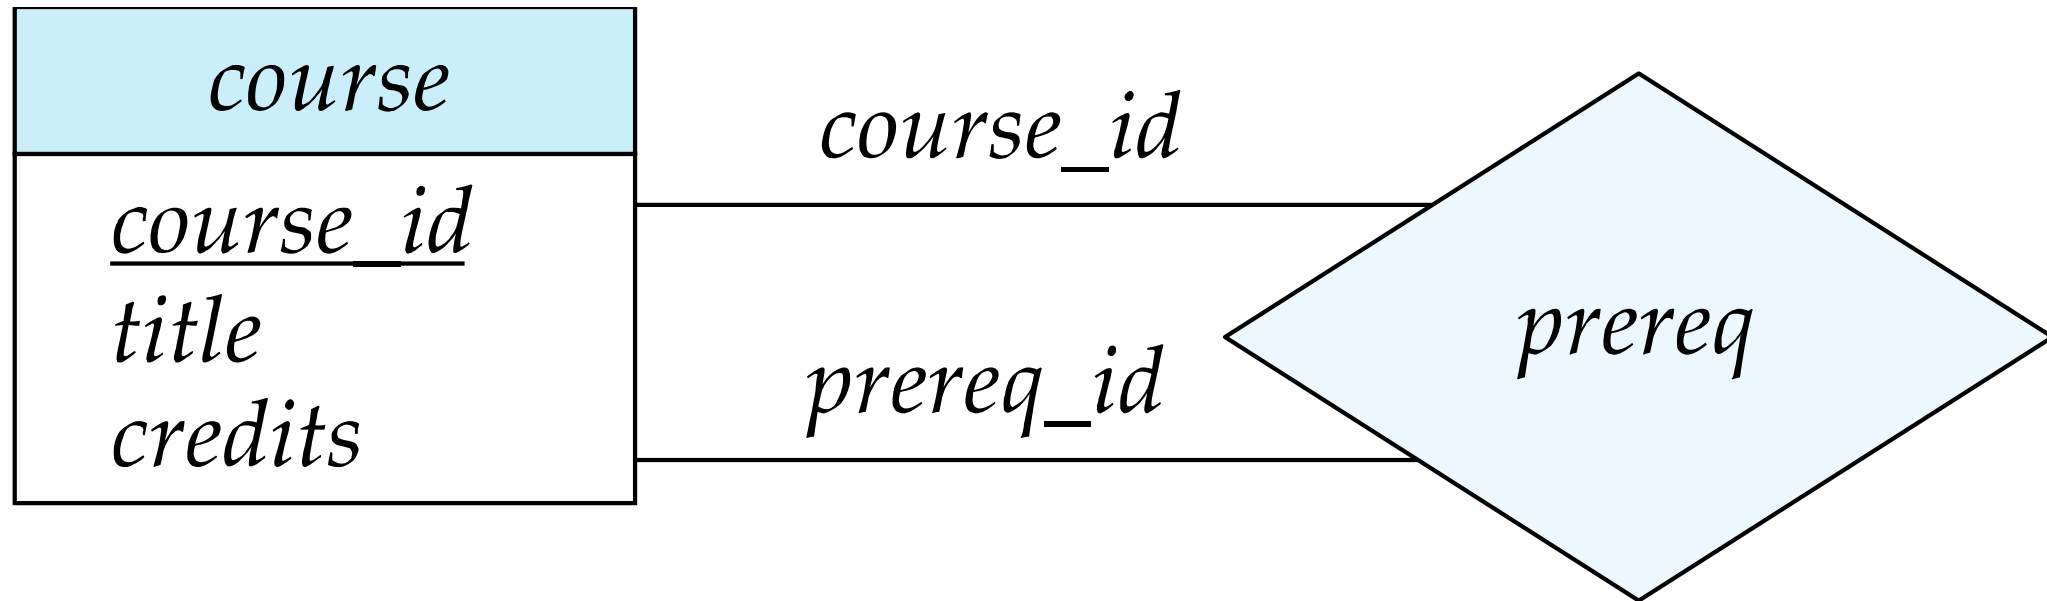 course
course_id
title
credits
course_id
prereq_id
prereq